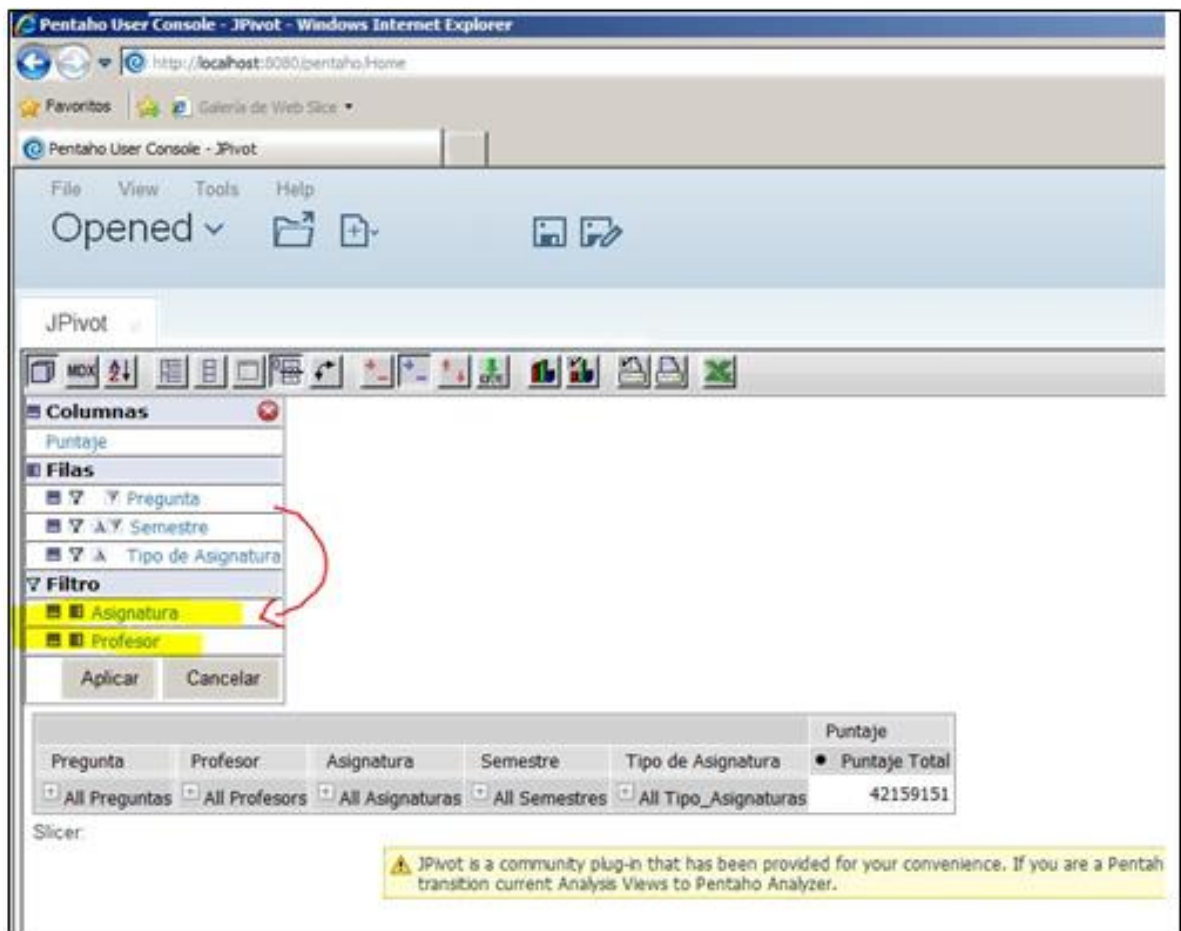 Pentaho User Console - JPivot - Windows Internet Explorer
http://localhost:8080/pentaho/Home
Favoritos Galería de Web Slice
Pentaho User Console - JPivot
File View Tools Help
Opened
JPivot
MDX
Columnas
Puntaje
Filas
Pregunta
Semestre
Tipo de Asignatura
Filtro
Asignatura
Profesor
Aplicar Cancelar
Puntaje
Pregunta Profesor Asignatura Semestre Tipo de Asignatura Puntaje Total
All Preguntas All Profesors All Asignaturas All Semestres All Tipo_Asignaturas 42159151
Slicer:
JPivot is a community plug-in that has been provided for your convenience. If you are a Pentah
transition current Analysis Views to Pentaho Analyzer.